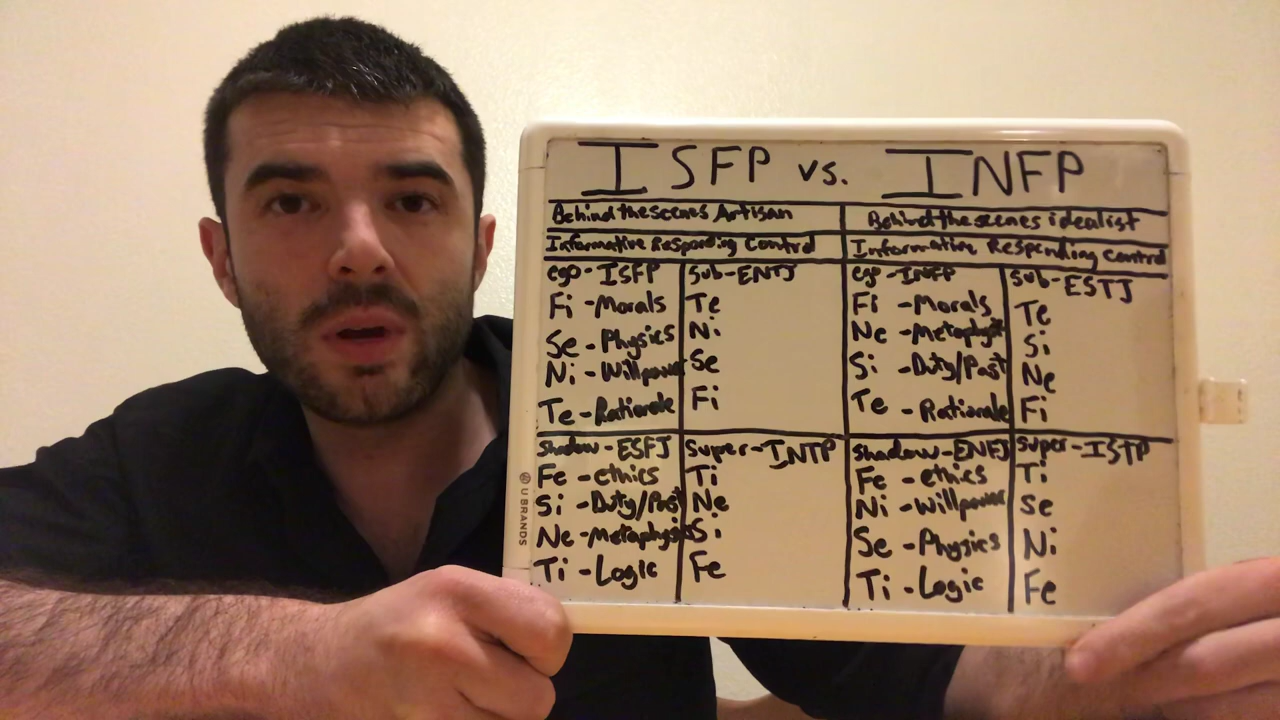 ISFP vs. INFP
Behind the scenes Artisan
Behind the scenes idealist
Informative Responding Control
Informative Responding Control
ego-ISFP
Fi -Morals
Se -Physics
Ni -Willpower
Te -Rationale
sub-ENTJ
Te
Ni
Se
Fi
ego-INFP
Fi -Morals
Ne -Metaphysics
Si -Duty/Past
Te -Rationale
sub-ESTJ
Te
Si
Ne
Fi
shadow-ESFJ
Fe -ethics
Si -Duty/Past
Ne -Metaphysics
Ti -Logic
super-INTP
Ti
Ne
Si
Fe
shadow-ENFJ
Fe -ethics
Ni -Willpower
Se -Physics
Ti -Logic
super-ISTP
Ti
Se
Ni
Fe
U BRANDS